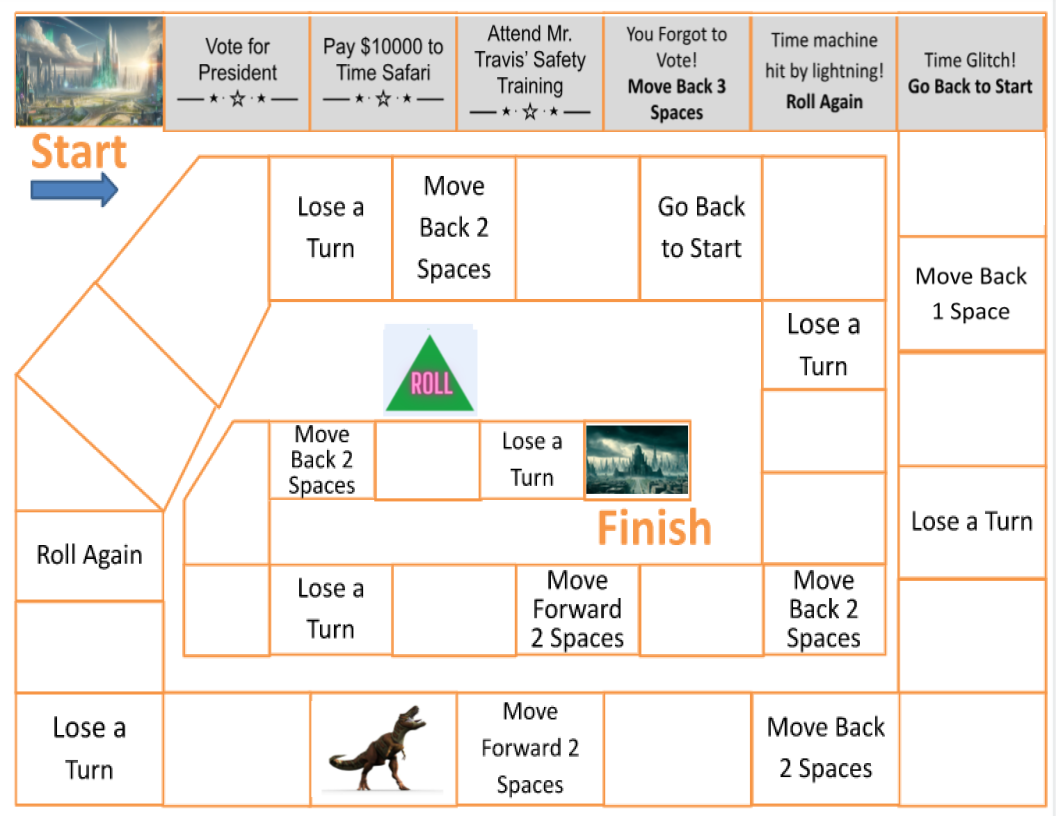 Vote for
President
Pay $10000 to
Time Safari
Attend Mr.
Travis’ Safety
Training
You Forgot to
Vote!
Move Back 3
Spaces
Time machine
hit by lightning!
Roll Again
Time Glitch!
Go Back to Start
Start
Lose a
Turn
Move
Back 2
Spaces
Go Back
to Start
Move Back
1 Space
Lose a
Turn
ROLL
Move
Back 2
Spaces
Lose a
Turn
Finish
Lose a Turn
Roll Again
Lose a
Turn
Move
Forward
2 Spaces
Move
Back 2
Spaces
Lose a
Turn
Move
Forward 2
Spaces
Move Back
2 Spaces